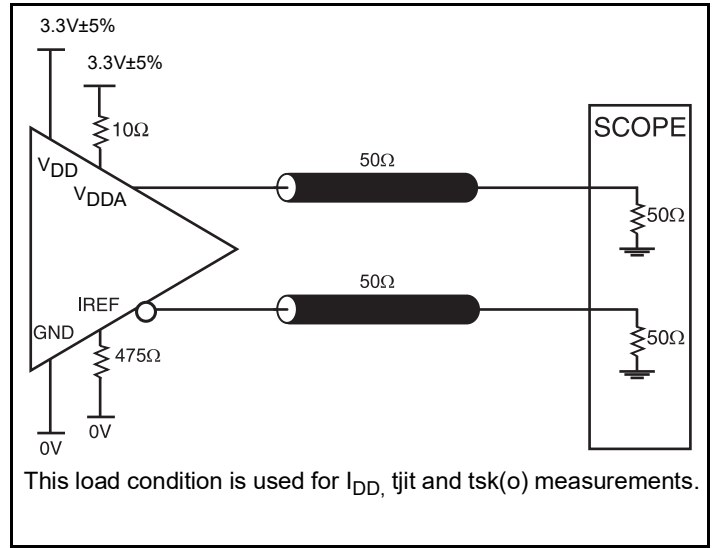 3.3V±5%
3.3V±5%
10Ω
VDD
VDDA
50Ω
SCOPE
50Ω
50Ω
IREF
GND
475Ω
50Ω
0V
0V
This load condition is used for IDD, tjit and tsk(o) measurements.